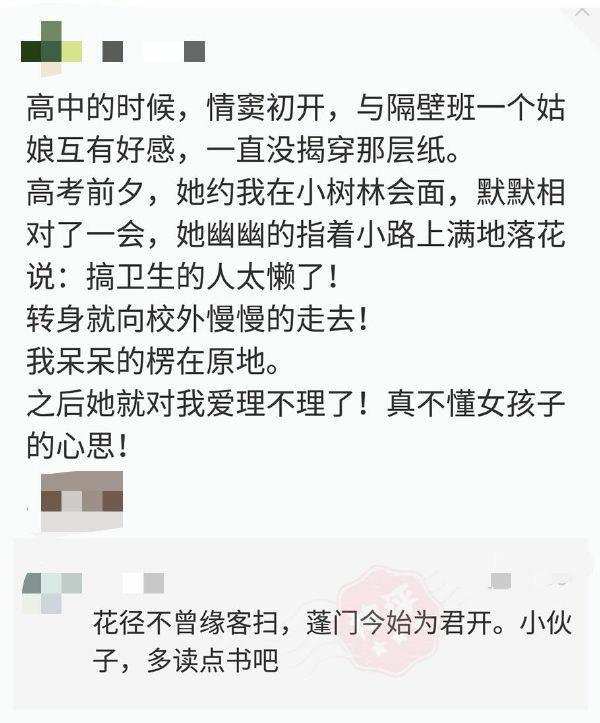 高中的时候，情窦初开，与隔壁班一个姑
娘互有好感，一直没揭穿那层纸。
高考前夕，她约我在小树林会面，默默相
对了一会，她幽幽的指着小路上满地落花
说：搞卫生的人太懒了！
转身就向校外慢慢的走去！
我呆呆的楞在原地。
之后她就对我爱理不理了！真不懂女孩子
的心思！
花径不曾缘客扫，蓬门今始为君开。小伙
子，多读点书吧